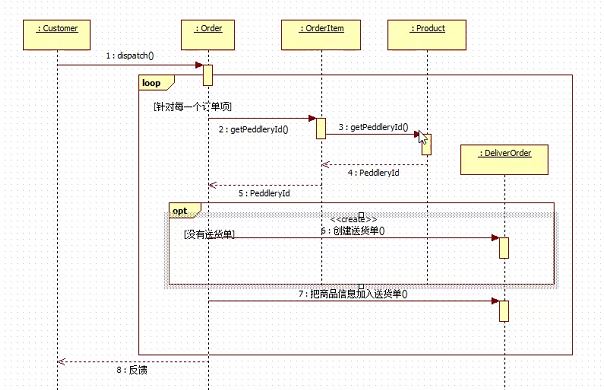 : Customer
: Order
: OrderItem
: Product
1 : dispatch()
loop
[针对每一个订单项]
2 : getPeddleryId()
3 : getPeddleryId()
: DeliverOrder
4 : PeddleryId
5 : PeddleryId
opt
<<create>>
[没有送货单]
6 : 创建送货单()
7 : 把商品信息加入送货单()
8 : 反馈